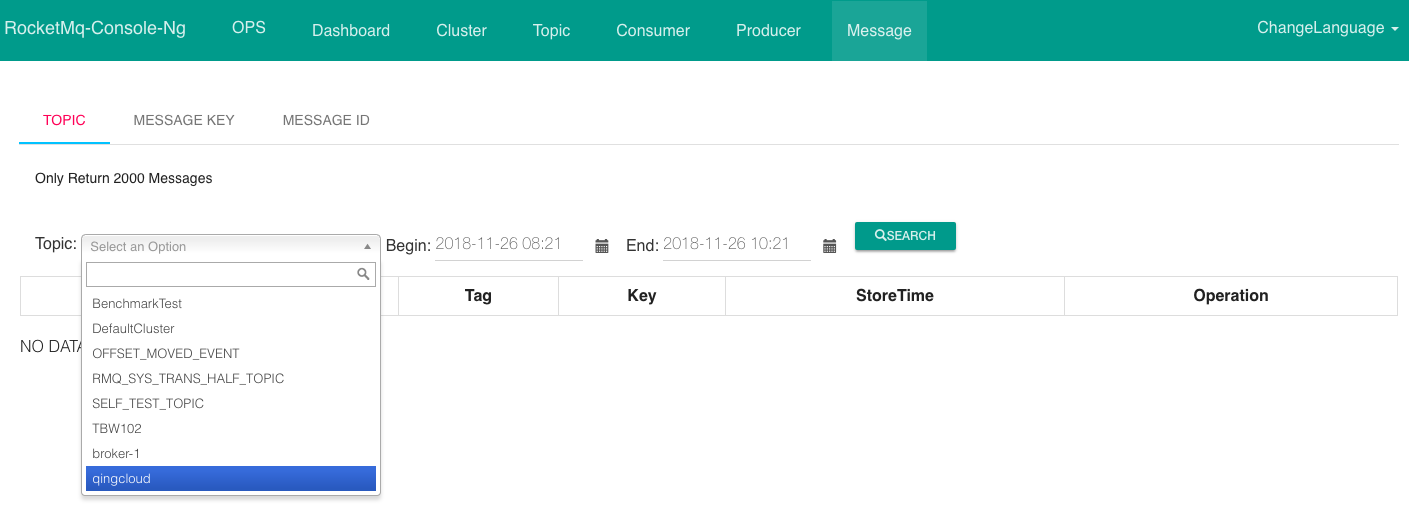 RocketMq-Console-Ng OPS Dashboard Cluster Topic Consumer Producer Message ChangeLanguage
TOPIC MESSAGE KEY MESSAGE ID
Only Return 2000 Messages
Topic: Select an Option Begin: 2018-11-26 08:21 End: 2018-11-26 10:21 SEARCH
Tag Key StoreTime Operation
NO DATA
BenchmarkTest
DefaultCluster
OFFSET_MOVED_EVENT
RMQ_SYS_TRANS_HALF_TOPIC
SELF_TEST_TOPIC
TBW102
broker-1
qingcloud